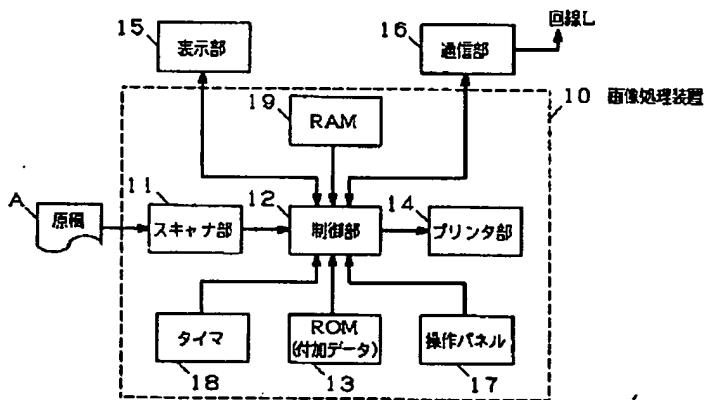 回線L
15
表示部
16
通信部
10 画像処理装置
19
RAM
A
原稿
11
スキャナ部
12
制御部
14
プリンタ部
タイマ
18
ROM
(付加データ)
13
操作パネル
17